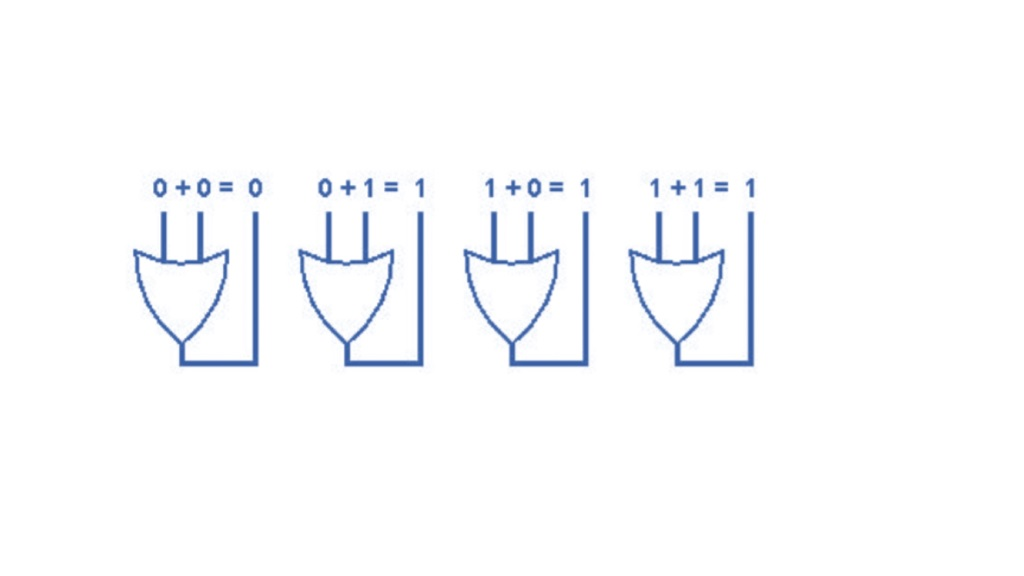 0 + 0 = 0 0 + 1 = 1 1 + 0 = 1 1 + 1 = 1